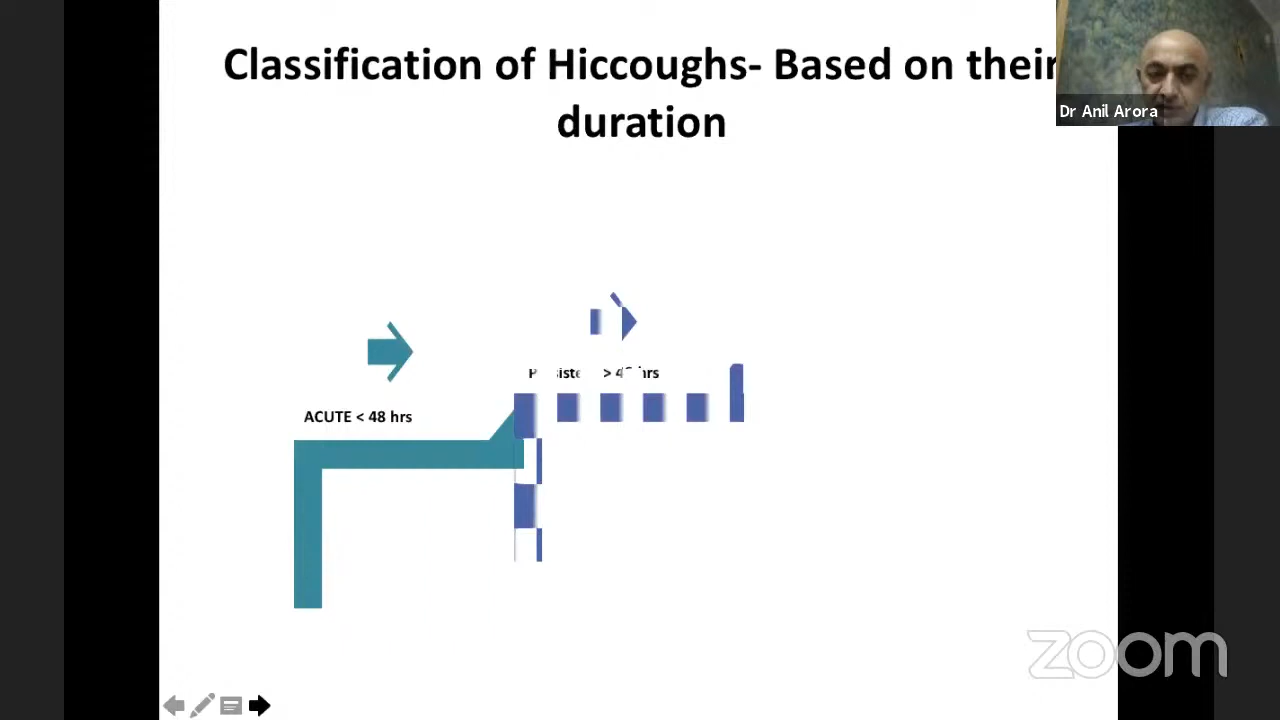 Classification of Hiccoughs- Based on their
duration
Dr Anil Arora
ACUTE < 48 hrs
zoom